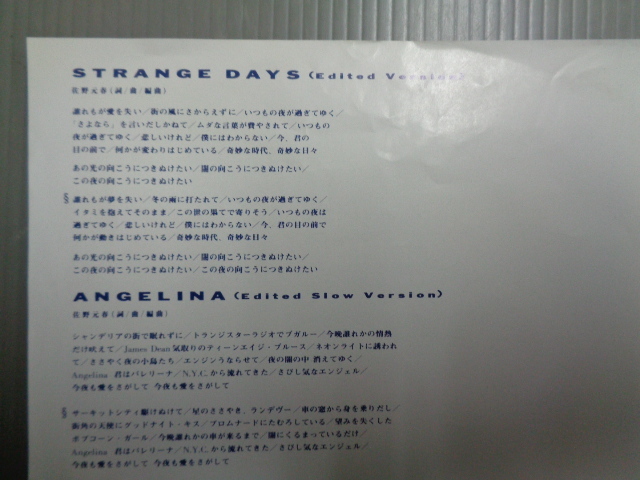 STRANGE DAYS (Edited Version)
佐野元春(詞/曲/編曲)
誰れもが愛を失い/街の風にさからえずに/いつもの夜が過ぎてゆく/
「さよなら」を言いだしかねて/ムダな言葉が費やされて/いつもの
夜が過ぎてゆく/悲しいけれど/僕にはわからない/今、君の
目の前で/何かが変わりはじめている/奇妙な時代、奇妙な日々
あの光の向こうにつきぬけたい/闇の向こうにつきぬけたい/
この夜の向こうにつきぬけたい
§ 誰れもが夢を失い/冬の雨に打たれて/いつもの夜が過ぎてゆく/
イタミを抱えてそのまま/この世の果てで寄りそう/いつもの夜は
過ぎてゆく/悲しいけれど/僕にはわからない/今、君の目の前で
何かが動きはじめている/奇妙な時代、奇妙な日々
あの光の向こうにつきぬけたい/闇の向こうにつきぬけたい/
この夜の向こうにつきぬけたい/この夜の向こうにつきぬけたい
ANGELINA (Edited Slow Version)
佐野元春(詞/曲/編曲)
シャンデリアの街で眠れずに/トランジスターラジオでブガルー/今晩誰れかの情熱
だけ吠えて/James Dean気取りのティーンエイジ・ブルース/ネオンライトに誘われ
て/ささやく夜の小鳥たち/エンジンうならせて/夜の闇の中 消えてゆく/
Angelina 君はバレリーナ/N.Y.C.から流れてきた/さびし気なエンジェル/
今夜も愛をさがして 今夜も愛をさがして
§ サーキットシティ駆けぬけて/星のささやき、ランデヴー/車の窓から身を乗りだし/
街角の天使にグッドナイト・キス/プロムナードにたむろしている/望みを失くした
ポプコーン・ガール/今晩誰れかの車が来るまで/闇にくるまっているだけ/
Angelina 君はバレリーナ/N.Y.C.から流れてきた/さびし気なエンジェル/
今夜も愛をさがして 今夜も愛をさがして